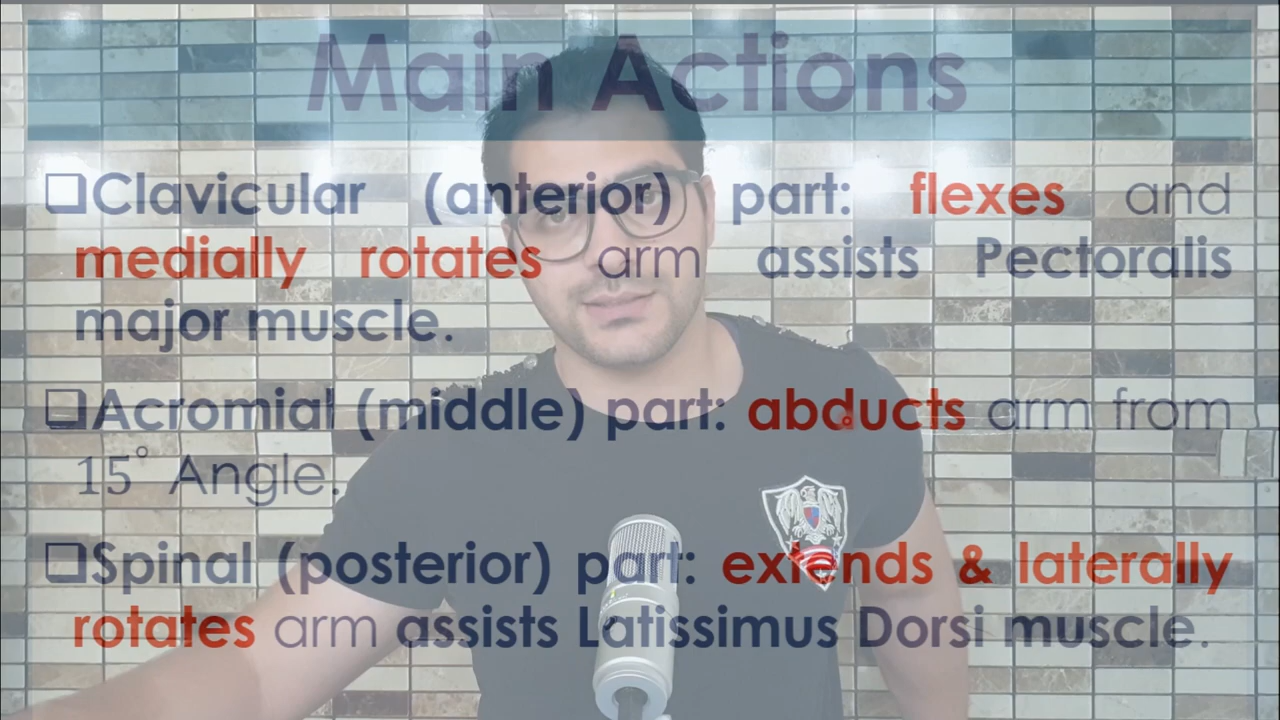 Main Actions
❑Clavicular (anterior) part: flexes and
medially rotates arm assists Pectoralis
major muscle.
❑Acromial (middle) part: abducts arm from
15° Angle.
❑Spinal (posterior) part: extends & laterally
rotates arm assists Latissimus Dorsi muscle.